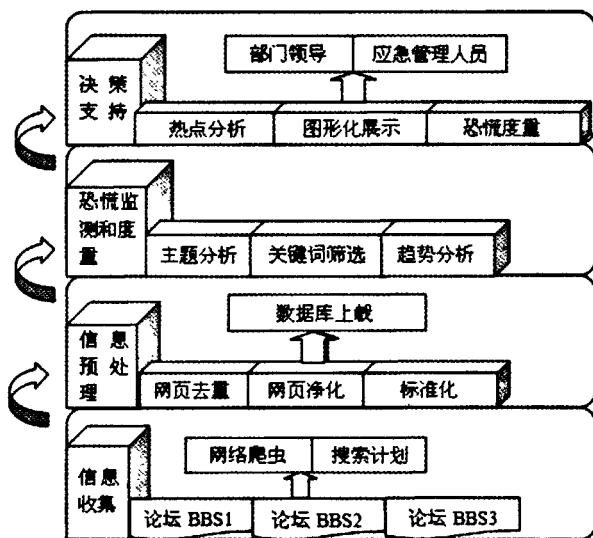 部门领导 应急管理人员
决 策
支 持
热点分析 图形化展示 恐慌度量
恐慌监
测和度
量
主题分析 关键词筛选 趋势分析
数据库上载
信 息
预 处
理
网页去重 网页净化 标准化
网络爬虫 搜索计划
信 息
收集
论坛 BBS1 论坛 BBS2 论坛 BBS3